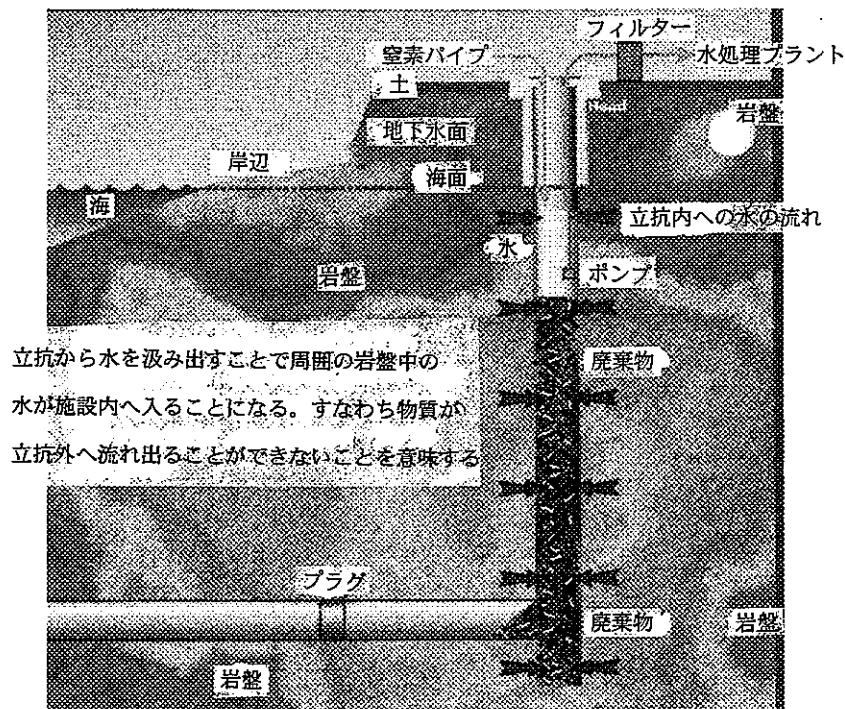 フィルター
窒素パイプ
水処理プラント
土
岩盤
地下水面
岸辺
海面
海
立抗内への水の流れ
氷
岩盤
ポンプ
立抗から水を汲み出すことで周囲の岩盤中の
水が施設内へ入ることになる。すなわち物質が
立抗外へ流れ出ることができないことを意味する
廃棄物
プラグ
廃棄物
岩盤
岩盤